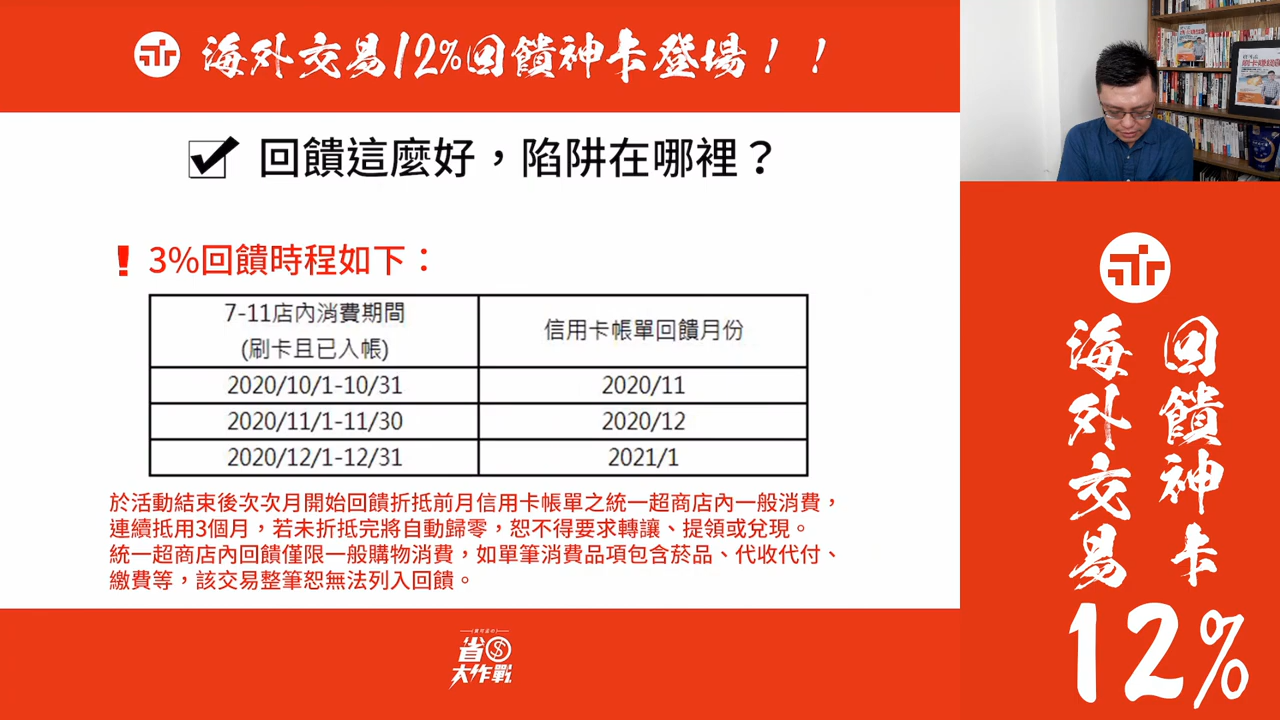 海外交易12%回饋神卡登場！！
回饋這麼好，陷阱在哪裡？
3%回饋時程如下：
7-11店內消費期間
(刷卡且已入帳)
信用卡帳單回饋月份
2020/10/1-10/31
2020/11
2020/11/1-11/30
2020/12
2020/12/1-12/31
2021/1
於活動結束後次次月開始回饋折抵前月信用卡帳單之統一超商店內一般消費，
連續抵用3個月，若未折抵完將自動歸零，恕不得要求轉讓、提領或兌現。
統一超商店內回饋僅限一般購物消費，如單筆消費品項包含菸品、代收代付、
繳費等，該交易整筆恕無法列入回饋。
省$
大作戰
回饋神卡
海外交易
12%